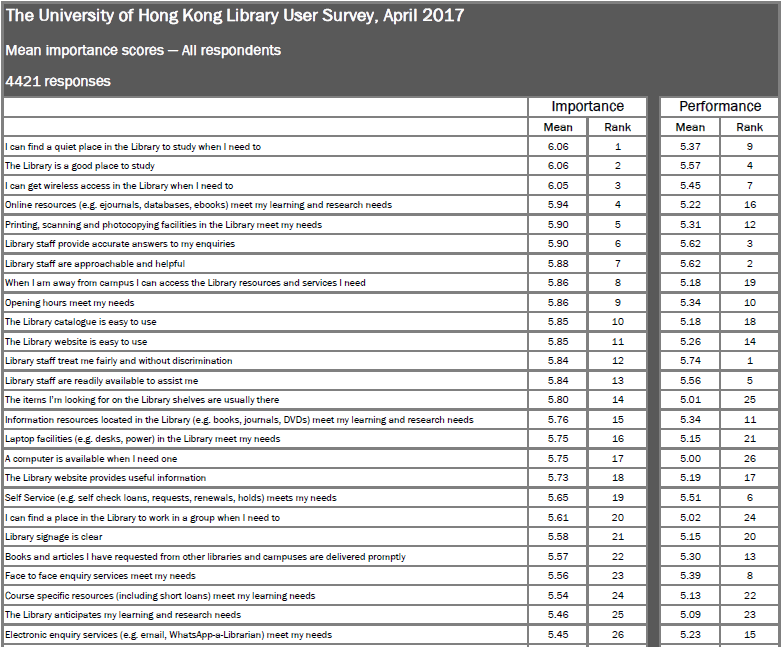 The University of Hong Kong Library User Survey, April 2017
Mean importance scores — All respondents
4421 responses
Importance Performance
Mean Rank Mean Rank
I can find a quiet place in the Library to study when I need to 6.06 1 5.37 9
The Library is a good place to study 6.06 2 5.57 4
I can get wireless access in the Library when I need to 6.05 3 5.45 7
Online resources (e.g. ejournals, databases, ebooks) meet my learning and research needs 5.94 4 5.22 16
Printing, scanning and photocopying facilities in the Library meet my needs 5.90 5 5.31 12
Library staff provide accurate answers to my enquiries 5.90 6 5.62 3
Library staff are approachable and helpful 5.88 7 5.62 2
When I am away from campus I can access the Library resources and services I need 5.86 8 5.18 19
Opening hours meet my needs 5.86 9 5.34 10
The Library catalogue is easy to use 5.85 10 5.18 18
The Library website is easy to use 5.85 11 5.26 14
Library staff treat me fairly and without discrimination 5.84 12 5.74 1
Library staff are readily available to assist me 5.84 13 5.56 5
The items I'm looking for on the Library shelves are usually there 5.80 14 5.01 25
Information resources located in the Library (e.g. books, journals, DVDs) meet my learning and research needs 5.76 15 5.34 11
Laptop facilities (e.g. desks, power) in the Library meet my needs 5.75 16 5.15 21
A computer is available when I need one 5.75 17 5.00 26
The Library website provides useful information 5.73 18 5.19 17
Self Service (e.g. self check loans, requests, renewals, holds) meets my needs 5.65 19 5.51 6
I can find a place in the Library to work in a group when I need to 5.61 20 5.02 24
Library signage is clear 5.58 21 5.15 20
Books and articles I have requested from other libraries and campuses are delivered promptly 5.57 22 5.30 13
Face to face enquiry services meet my needs 5.56 23 5.39 8
Course specific resources (including short loans) meet my learning needs 5.54 24 5.13 22
The Library anticipates my learning and research needs 5.46 25 5.09 23
Electronic enquiry services (e.g. email, WhatsApp-a-Librarian) meet my needs 5.45 26 5.23 15